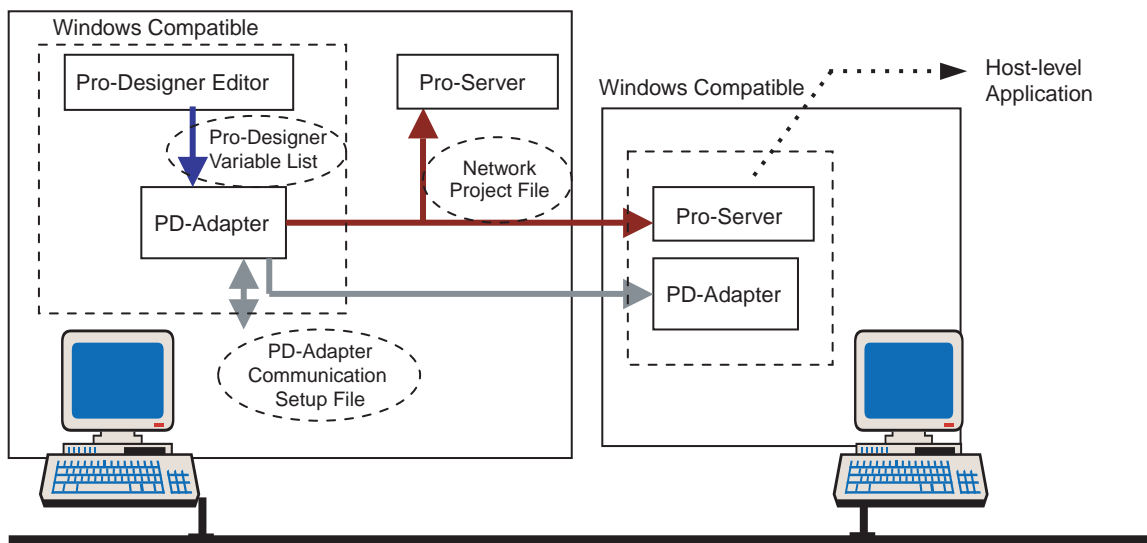 Windows Compatible
Pro-Designer Editor
Pro-Server
Pro-Designer
Variable List
PD-Adapter
Network
Project File
PD-Adapter
Communication
Setup File
Windows Compatible
Pro-Server
PD-Adapter
Host-level
Application